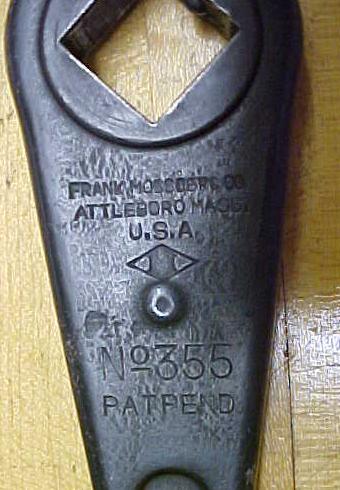 FRANK MOSSBERG CO
ATTLEBORO MASS.
U.S.A.
No 355
PAT PEND